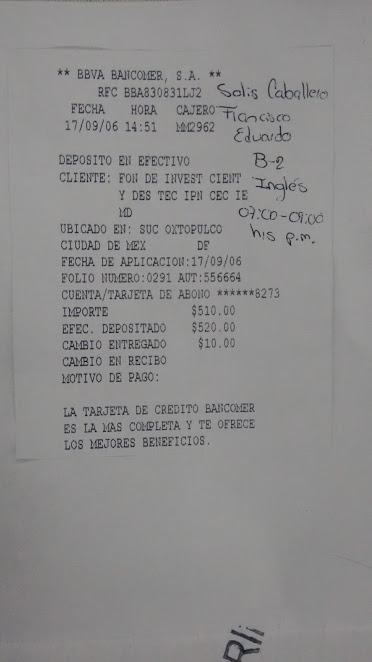 ** BBVA BANCOMER, S.A. **
RFC BBA830831LJ2
FECHA HORA CAJERO
17/09/06 14:51 MM2962
Solis Caballero
Francisco
Eduardo
B-2
Inglés
07:00-09:00
hrs p.m.
DEPOSITO EN EFECTIVO
CLIENTE: FON DE INVEST CIENT
Y DES TEC IPN CEC IE
MD
UBICADO EN: SUC OXTOPULCO
CIUDAD DE MEX DF
FECHA DE APLICACION:17/09/06
FOLIO NUMERO:0291 AUT:556664
CUENTA/TARJETA DE ABONO ******8273
IMPORTE $510.00
EFEC. DEPOSITADO $520.00
CAMBIO ENTREGADO $10.00
CAMBIO EN RECIBO
MOTIVO DE PAGO:
LA TARJETA DE CREDITO BANCOMER
ES LA MAS COMPLETA Y TE OFRECE
LOS MEJORES BENEFICIOS.